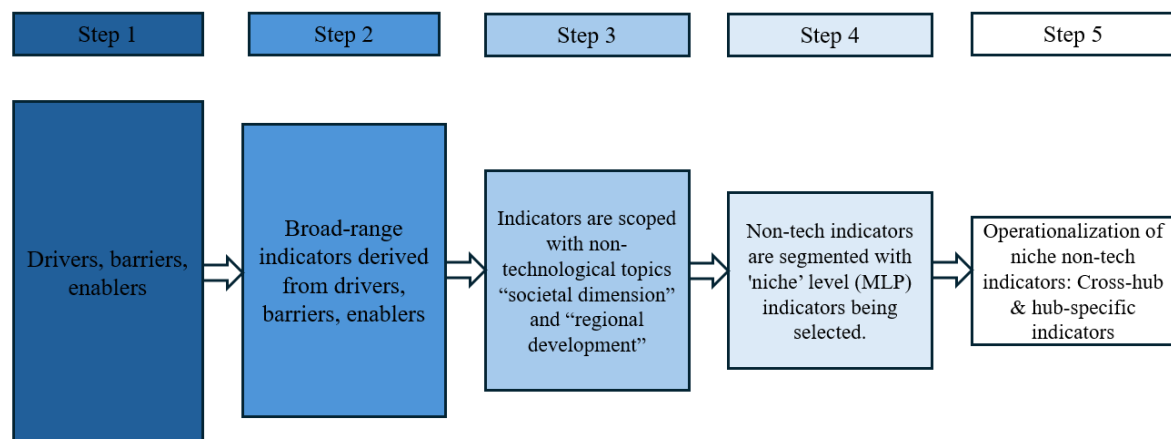 Step 1
Step 2
Step 3
Step 4
Step 5
Drivers, barriers,
enablers
Broad-range
indicators derived
from drivers,
barriers, enablers
Indicators are scoped
with non-
technological topics
“societal dimension”
and “regional
development”
Non-tech indicators
are segmented with
'niche’ level (MLP)
indicators being
selected.
Operationalization of
niche non-tech
indicators: Cross-hub
& hub-specific
indicators